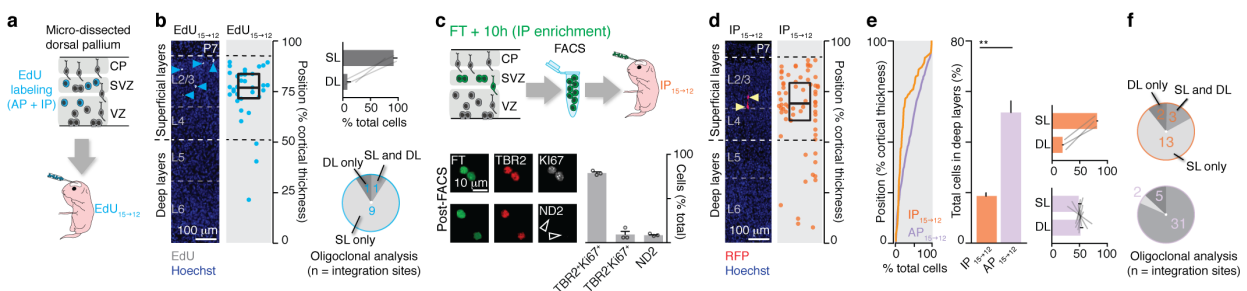 a
Micro-dissected
dorsal pallium
EdU
labeling
(AP + IP)
CP
SVZ
VZ
EdU15→12
b
EdU15→12
EdU15→12
P7
L2/3
L4
L5
L6
Superficial layers
Deep layers
100 μm
EdU
Hoechst
100
75
50
25
0
Position (% cortical thickness)
SL
DL
0
100
% total cells
DL only
SL and DL
1
1
9
SL only
Oligoclonal analysis
(n = integration sites)
c
FT + 10h (IP enrichment)
CP
SVZ
VZ
FACS
IP15→12
Post-FACS
FT
TBR2
KI67
10 μm
ND2
100
0
Cells (% total)
TBR2+Ki67+
TBR2+Ki67+
ND2
d
IP15→12
IP15→12
P7
L2/3
L4
L5
L6
Superficial layers
Deep layers
100 μm
RFP
Hoechst
100
75
50
25
0
Position (% cortical thickness)
e
Position (% cortical thickness)
IP15→12
AP15→12
0
100
% total cells
**
80
60
40
20
0
Total cells in deep layers (%)
IP15→12
AP15→12
SL
DL
0
50
100
SL
DL
0
50
100
f
DL only
SL and DL
3
13
SL only
2
5
31
Oligoclonal analysis
(n = integration sites)